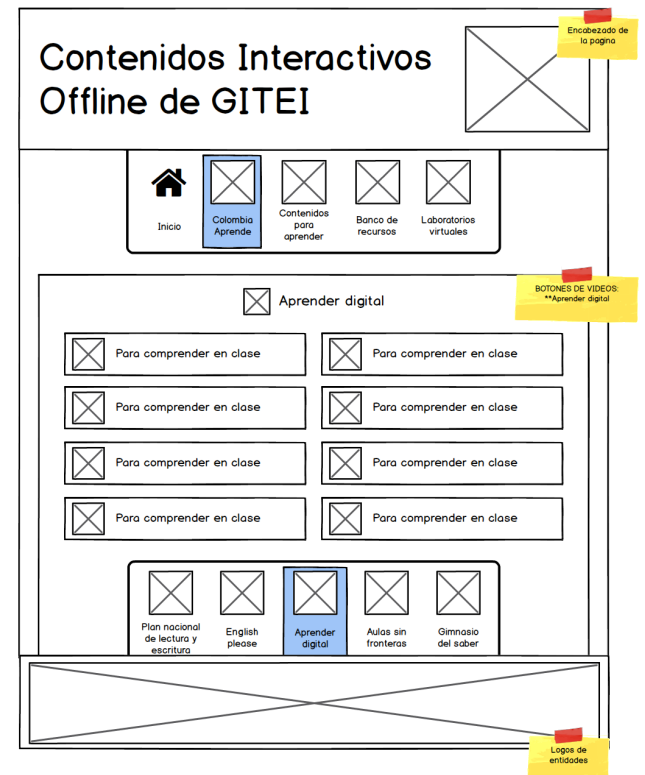 Contenidos Interactivos
Offline de GITEI
Encabezado de
la pagina
Inicio
Colombia
Aprende
Contenidos
para
aprender
Banco de
recursos
Laboratorios
virtuales
BOTONES DE VIDEOS:
**Aprender digital
Aprender digital
Para comprender en clase
Para comprender en clase
Para comprender en clase
Para comprender en clase
Para comprender en clase
Para comprender en clase
Para comprender en clase
Para comprender en clase
Plan nacional
de lectura y
escritura
English
please
Aprender
digital
Aulas sin
fronteras
Gimnasio
del saber
Logos de
entidades